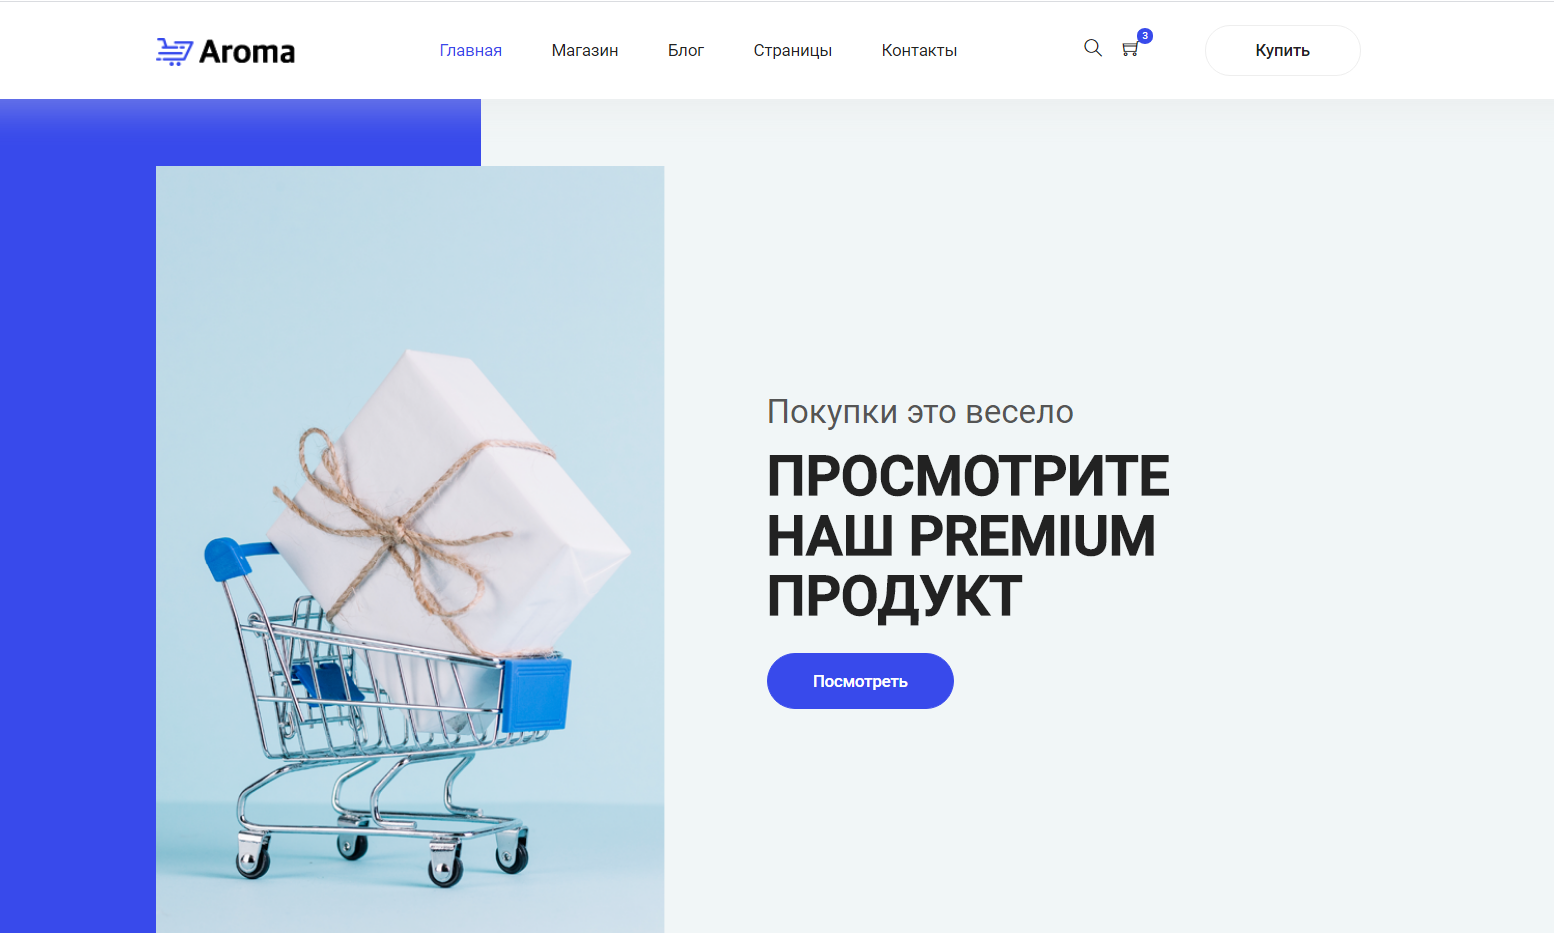 Aroma
Главная
Магазин
Блог
Страницы
Контакты
3
Купить
Покупки это весело
ПРОСМОТРИТЕ
НАШ PREMIUM
ПРОДУКТ
Посмотреть